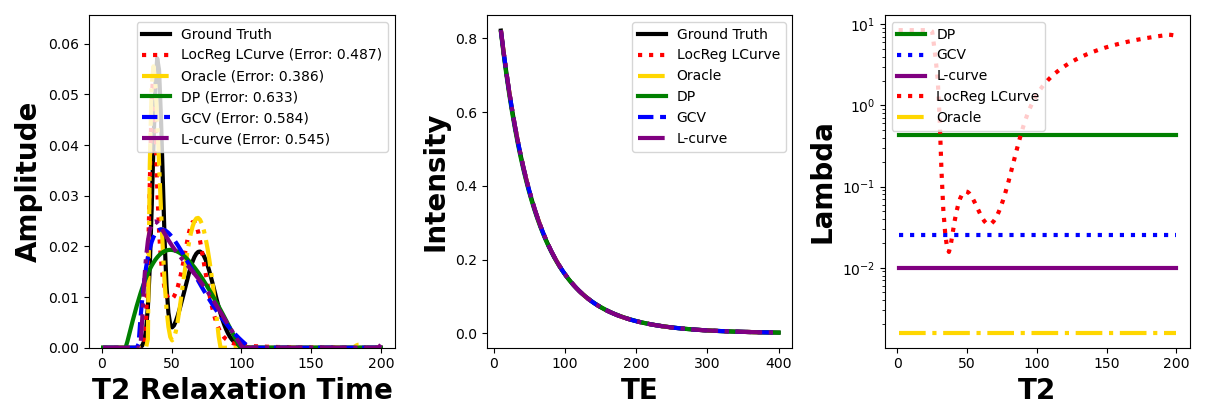 Amplitude
0.06
0.05
0.04
0.03
0.02
0.01
0.00
0
50
100
150
200
T2 Relaxation Time
Ground Truth
LocReg LCurve (Error: 0.487)
Oracle (Error: 0.386)
DP (Error: 0.633)
GCV (Error: 0.584)
L-curve (Error: 0.545)
Intensity
0.8
0.6
0.4
0.2
0.0
0
100
200
300
400
TE
Ground Truth
LocReg LCurve
Oracle
DP
GCV
L-curve
Lambda
10¹
10⁰
10⁻¹
10⁻²
0
50
100
150
200
T2
DP
GCV
L-curve
LocReg LCurve
Oracle